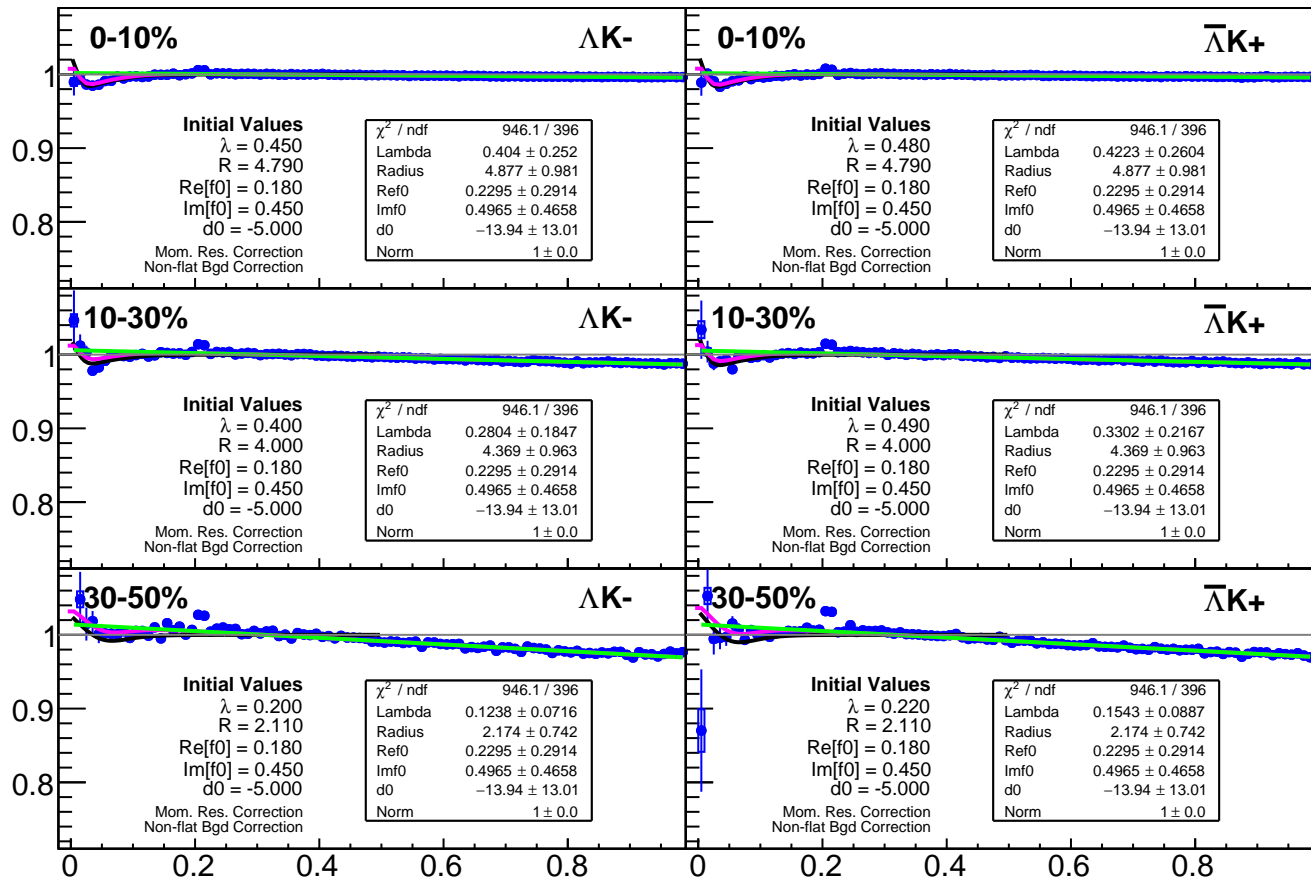 0-10% ΛK-
1
0.9
0.8
Initial Values
λ = 0.450
R = 4.790
Re[f0] = 0.180
Im[f0] = 0.450
d0 = -5.000
Mom. Res. Correction
Non-flat Bgd Correction
χ² / ndf 946.1 / 396
Lambda 0.404 ± 0.252
Radius 4.877 ± 0.981
Ref0 0.2295 ± 0.2914
Imf0 0.4965 ± 0.4658
d0 −13.94 ± 13.01
Norm 1 ± 0.0
0-10% Λ̅K+
Initial Values
λ = 0.480
R = 4.790
Re[f0] = 0.180
Im[f0] = 0.450
d0 = -5.000
Mom. Res. Correction
Non-flat Bgd Correction
χ² / ndf 946.1 / 396
Lambda 0.4223 ± 0.2604
Radius 4.877 ± 0.981
Ref0 0.2295 ± 0.2914
Imf0 0.4965 ± 0.4658
d0 −13.94 ± 13.01
Norm 1 ± 0.0
10-30% ΛK-
1
0.9
0.8
Initial Values
λ = 0.400
R = 4.000
Re[f0] = 0.180
Im[f0] = 0.450
d0 = -5.000
Mom. Res. Correction
Non-flat Bgd Correction
χ² / ndf 946.1 / 396
Lambda 0.2804 ± 0.1847
Radius 4.369 ± 0.963
Ref0 0.2295 ± 0.2914
Imf0 0.4965 ± 0.4658
d0 −13.94 ± 13.01
Norm 1 ± 0.0
10-30% Λ̅K+
Initial Values
λ = 0.490
R = 4.000
Re[f0] = 0.180
Im[f0] = 0.450
d0 = -5.000
Mom. Res. Correction
Non-flat Bgd Correction
χ² / ndf 946.1 / 396
Lambda 0.3302 ± 0.2167
Radius 4.369 ± 0.963
Ref0 0.2295 ± 0.2914
Imf0 0.4965 ± 0.4658
d0 −13.94 ± 13.01
Norm 1 ± 0.0
30-50% ΛK-
1
0.9
0.8
Initial Values
λ = 0.200
R = 2.110
Re[f0] = 0.180
Im[f0] = 0.450
d0 = -5.000
Mom. Res. Correction
Non-flat Bgd Correction
χ² / ndf 946.1 / 396
Lambda 0.1238 ± 0.0716
Radius 2.174 ± 0.742
Ref0 0.2295 ± 0.2914
Imf0 0.4965 ± 0.4658
d0 −13.94 ± 13.01
Norm 1 ± 0.0
30-50% Λ̅K+
Initial Values
λ = 0.220
R = 2.110
Re[f0] = 0.180
Im[f0] = 0.450
d0 = -5.000
Mom. Res. Correction
Non-flat Bgd Correction
χ² / ndf 946.1 / 396
Lambda 0.1543 ± 0.0887
Radius 2.174 ± 0.742
Ref0 0.2295 ± 0.2914
Imf0 0.4965 ± 0.4658
d0 −13.94 ± 13.01
Norm 1 ± 0.0
0 0.2 0.4 0.6 0.8 0 0.2 0.4 0.6 0.8